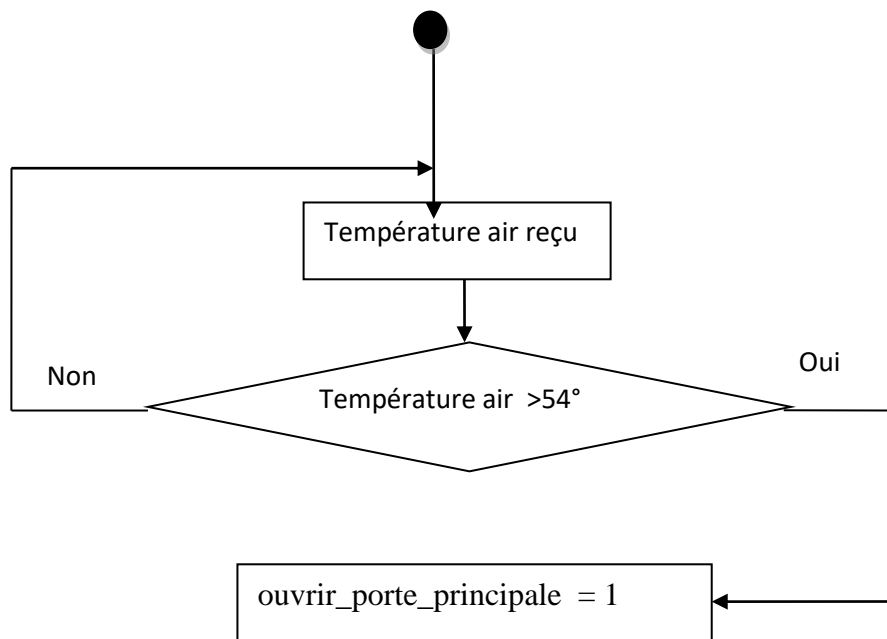 Température air reçu
Non
Oui
Température air >54°
ouvrir_porte_principale = 1